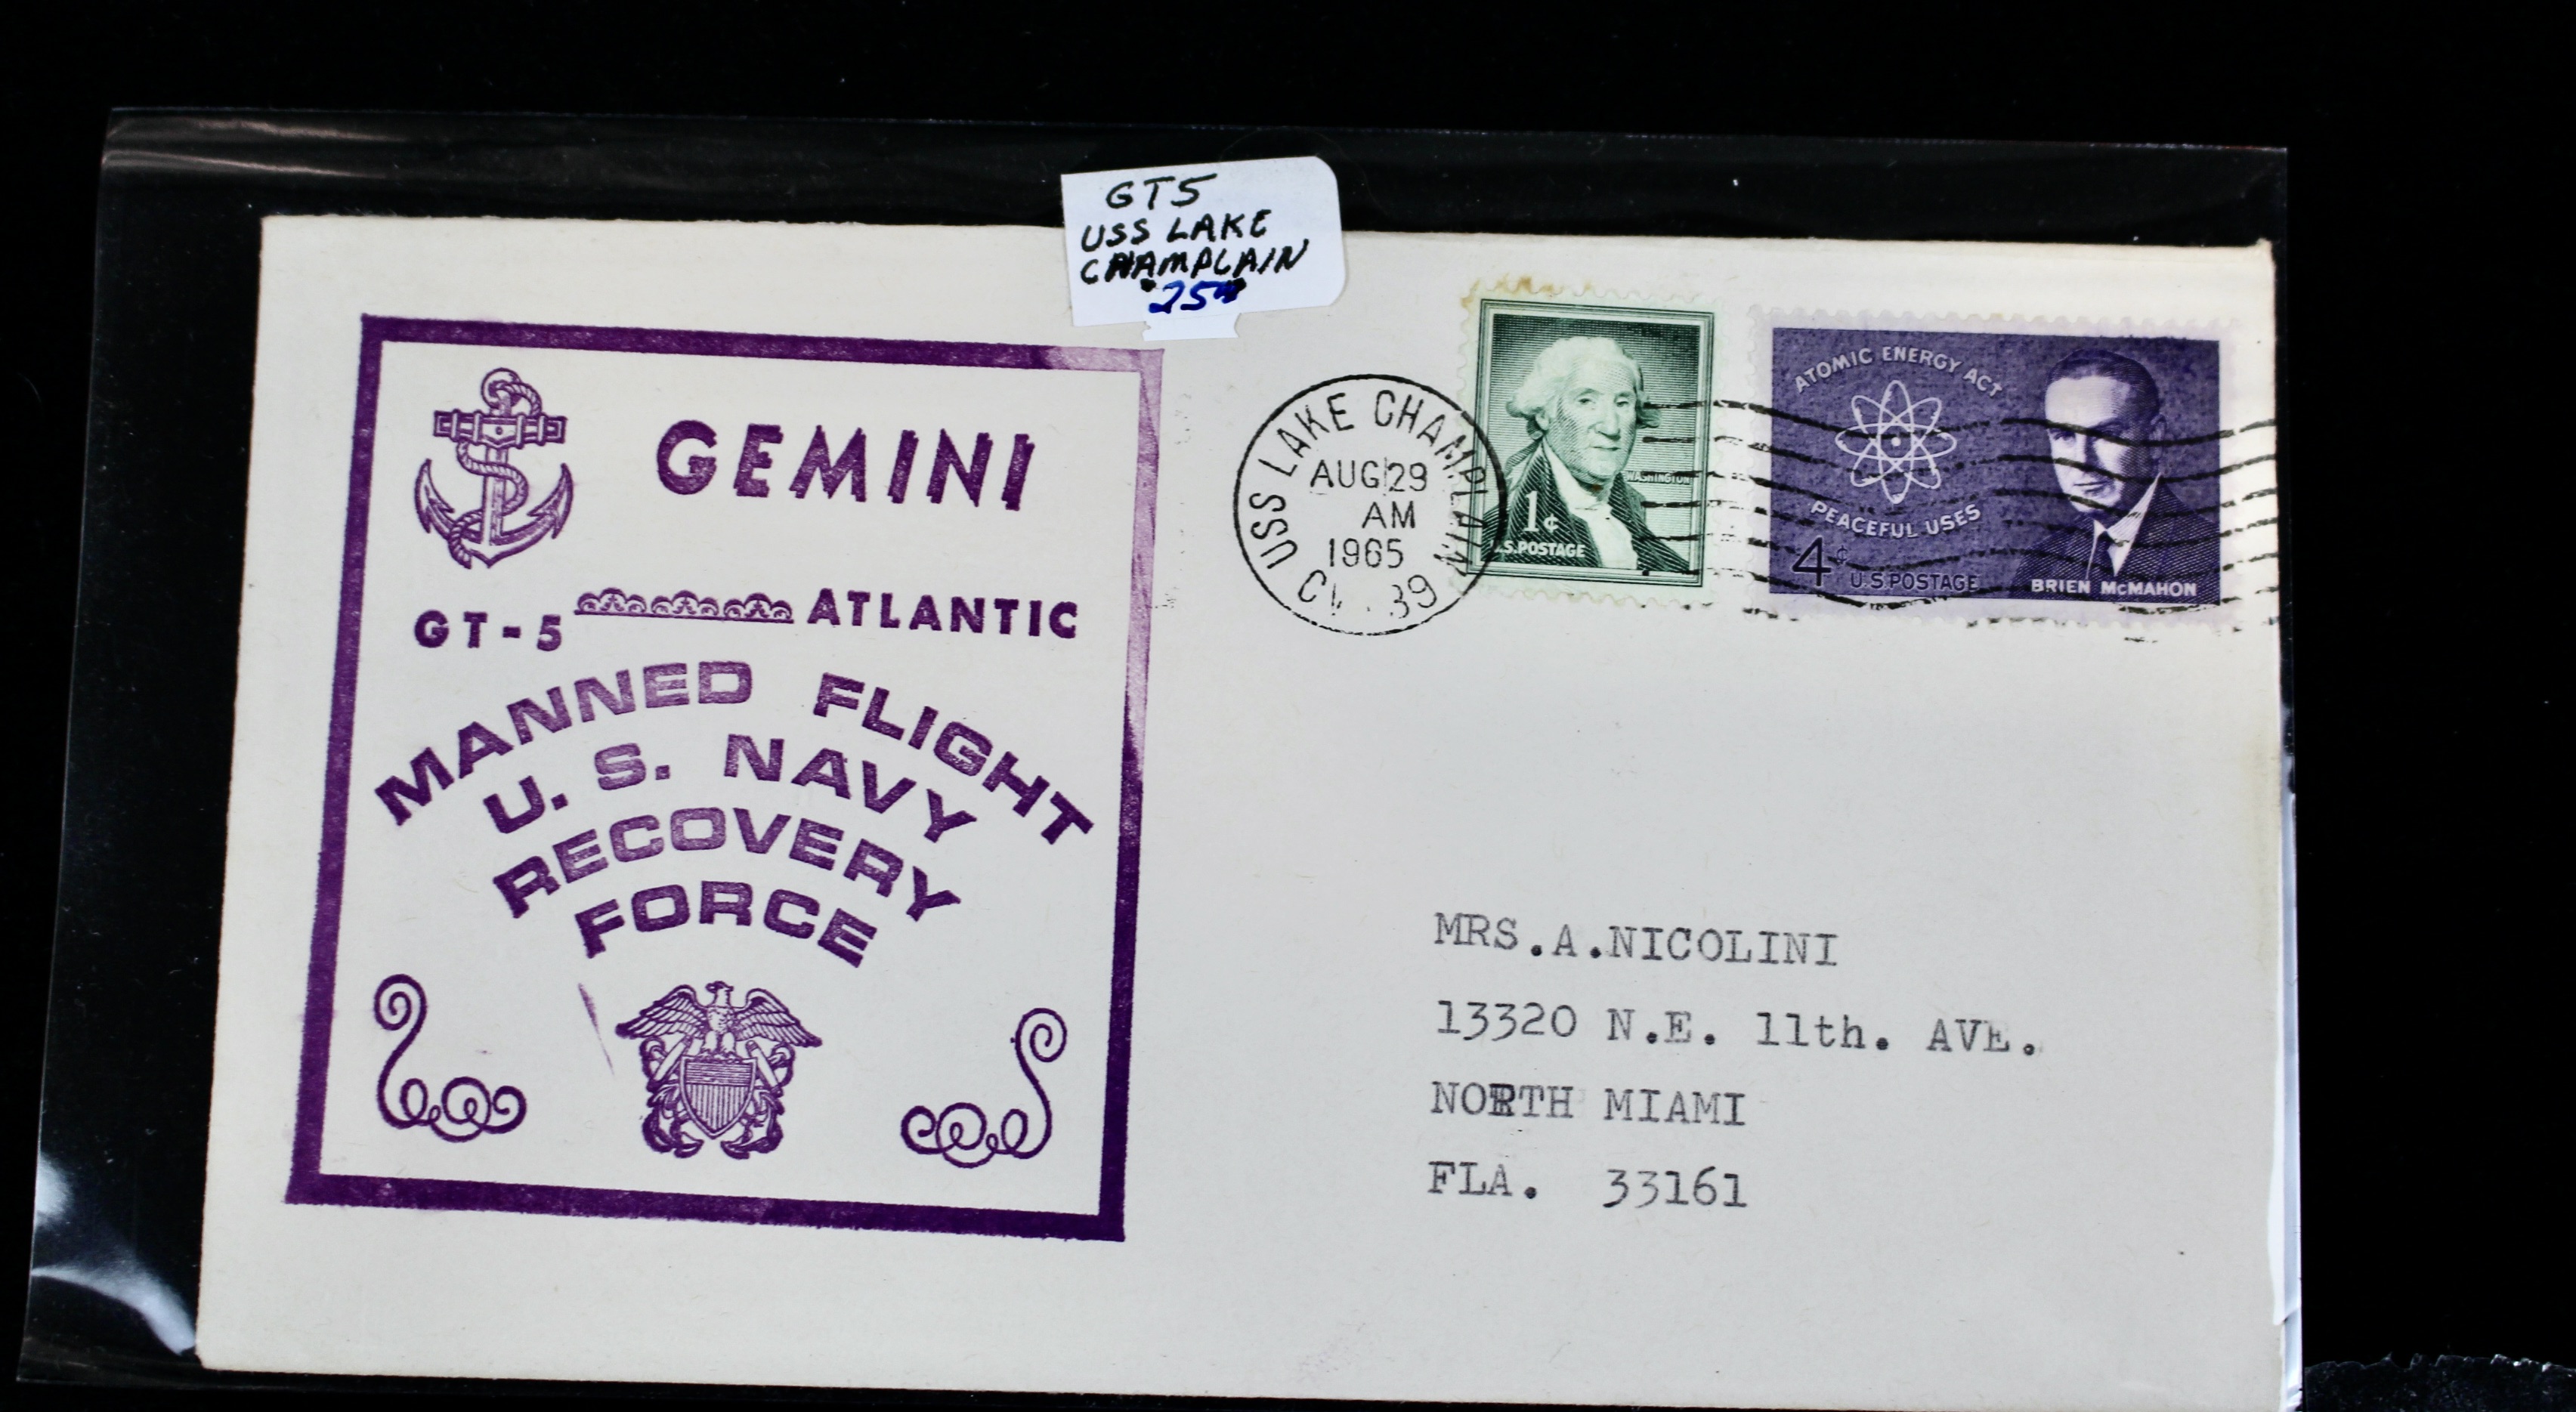 GT5
USS LAKE
CHAMPLAIN
25⁰⁰
GEMINI
GT-5 ATLANTIC
MANNED FLIGHT
U. S. NAVY
RECOVERY
FORCE
USS LAKE CHAMPLAIN
AUG 29
AM
1965
39
WASHINGTON
1¢
U.S. POSTAGE
ATOMIC ENERGY ACT
PEACEFUL USES
4¢ U.S POSTAGE
BRIEN McMAHON
MRS.A.NICOLINI
13320 N.E. 11th. AVE.
NORTH MIAMI
FLA. 33161